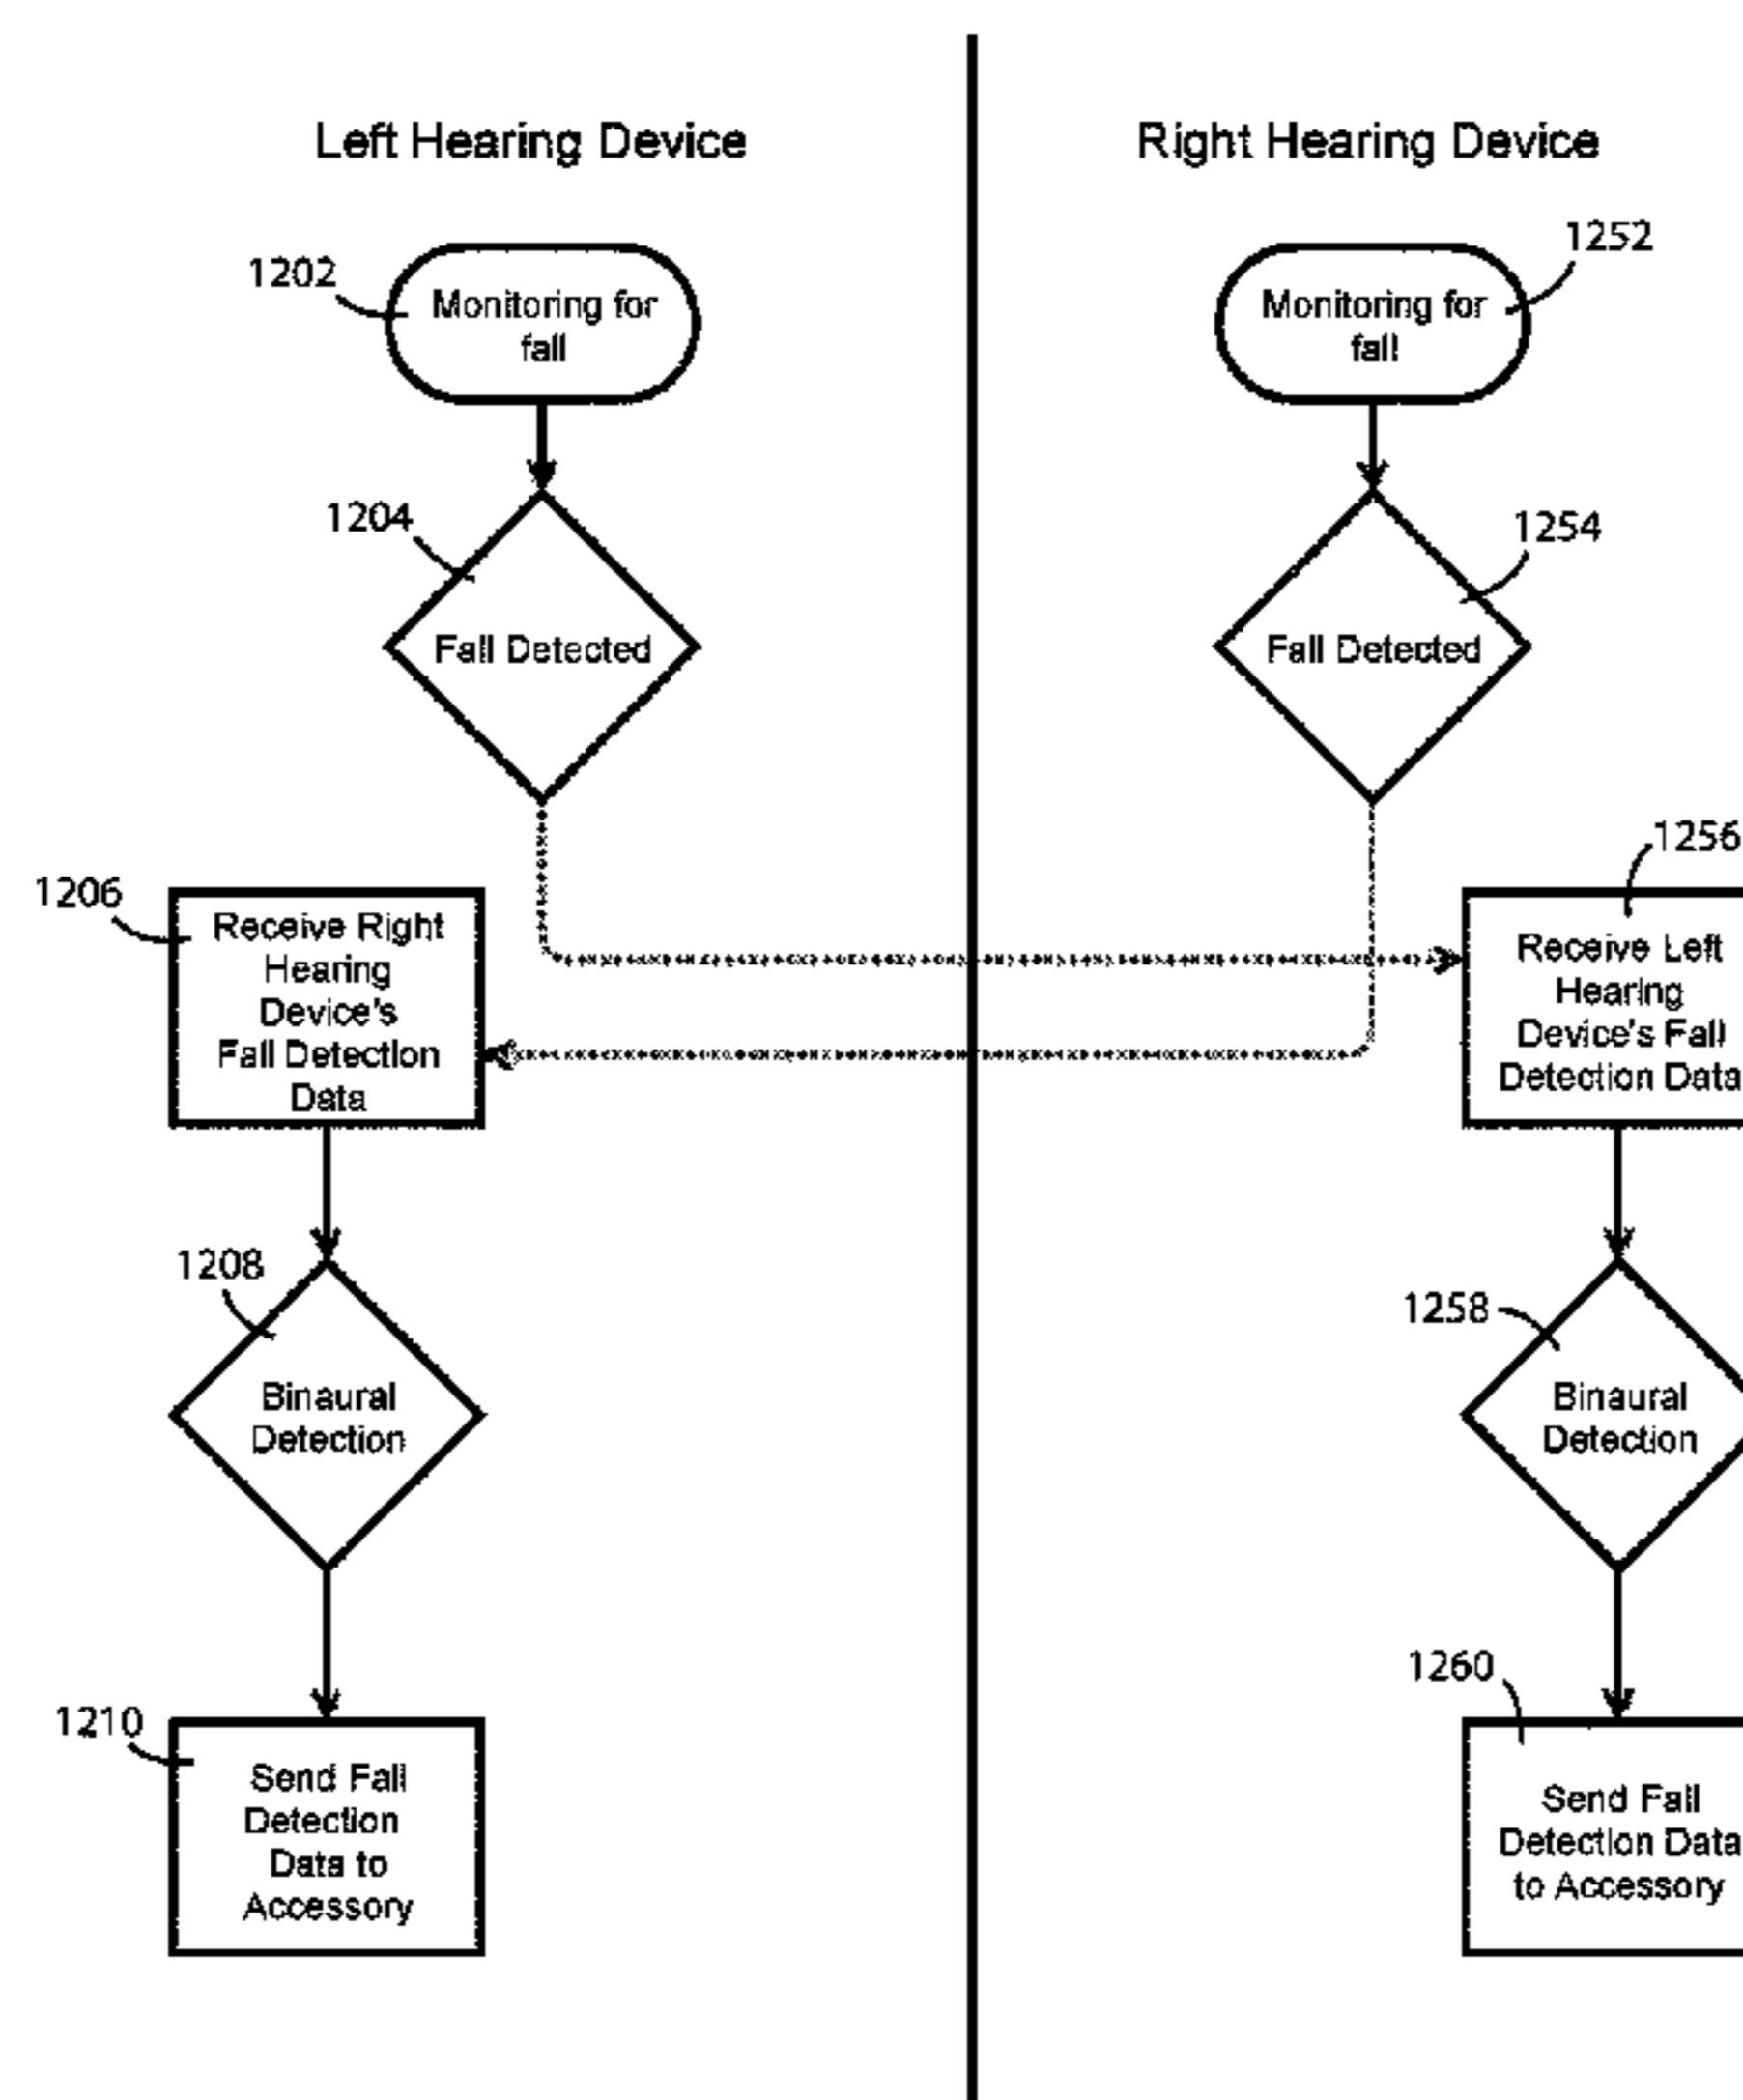 Left Hearing Device
1202
Monitoring for
fall
1204
Fall Detected
1206
Receive Right
Hearing
Device's
Fall Detection
Data
1208
Binaural
Detection
1210
Send Fall
Detection
Data to
Accessory
Right Hearing Device
1252
Monitoring for
fall
1254
Fall Detected
1256
Receive Left
Hearing
Device's Fall
Detection Data
1258
Binaural
Detection
1260
Send Fall
Detection Data
to Accessory